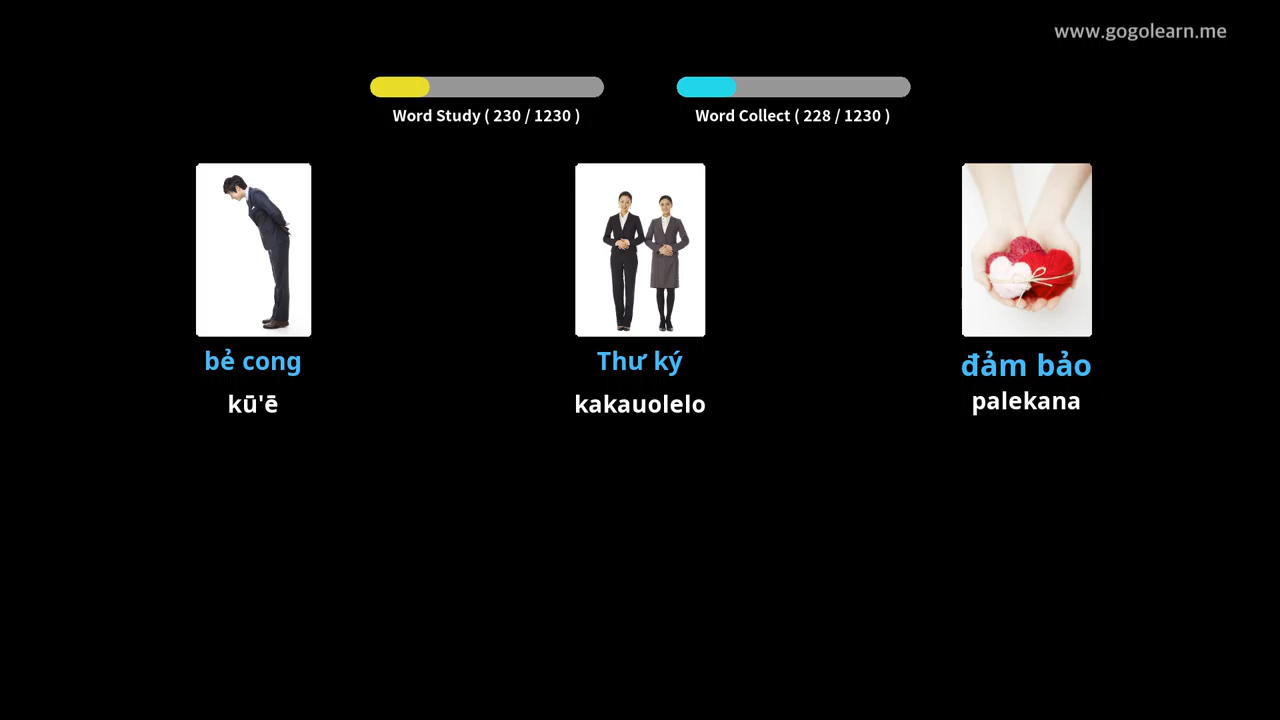 www.gogolearn.me
Word Study ( 230 / 1230 )
Word Collect ( 228 / 1230 )
bẻ cong
Thư ký
đảm bảo
kū'ē
kakauolelo
palekana